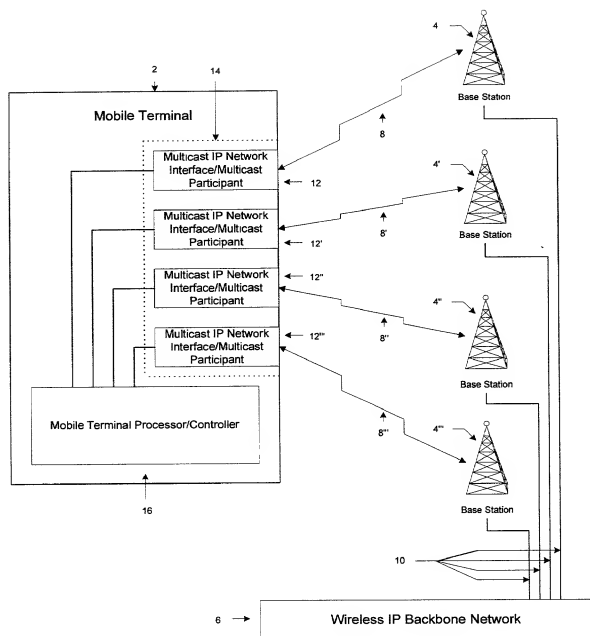 4
Base Station
2
14
Mobile Terminal
8
Multicast IP Network
Interface/Multicast
Participant
12
4'
Multicast IP Network
Interface/Multicast
Participant
12'
8'
Base Station
Multicast IP Network
Interface/Multicast
Participant
12"
4"
8"
Multicast IP Network
Interface/Multicast
Participant
12""
Base Station
Mobile Terminal Processor/Controller
4"'
8"'
16
Base Station
10
6
Wireless IP Backbone Network